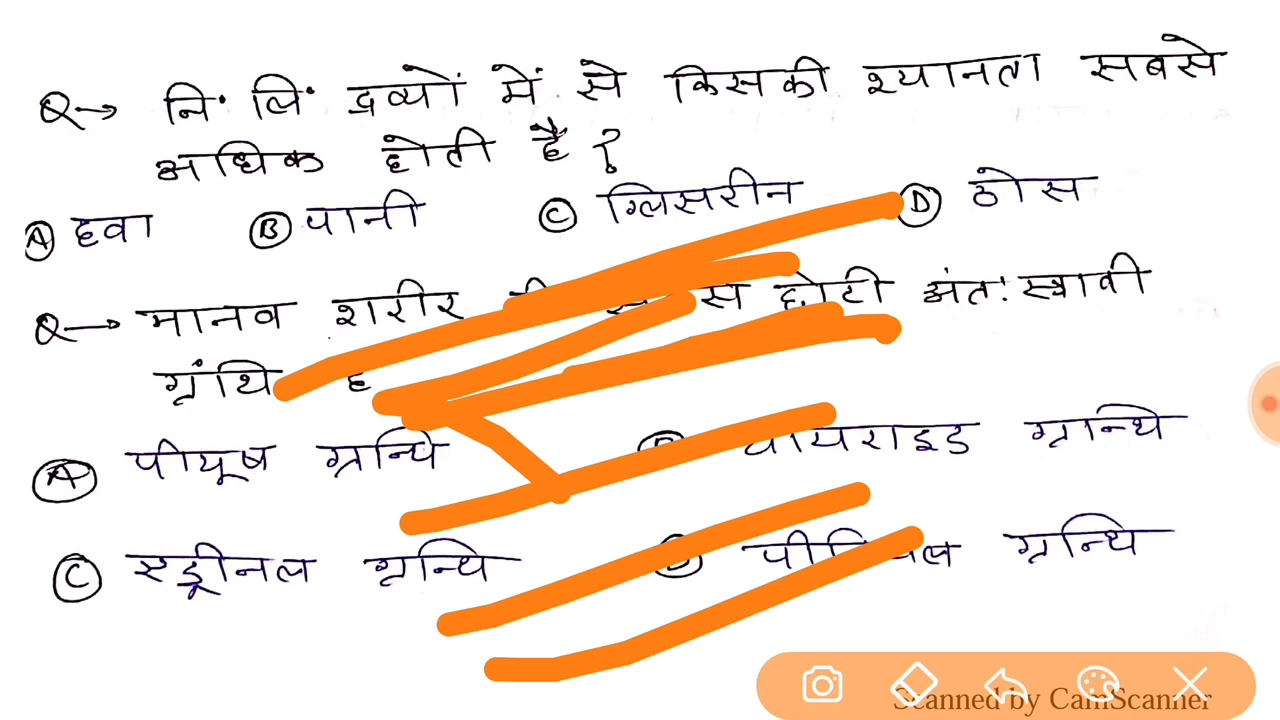 Q→ नि॰ लि॰ द्रव्यों में से किसकी श्यानता सबसे
अधिक होती है ?
(A) हवा (B) पानी (C) ग्लिसरीन (D) ठोस
Q→ मानव शरीर छोटी अंत: स्त्रावी
ग्रंथि
(A) पीयूष ग्रन्थि थायराइड ग्रन्थि
(C) एड्रीनल ग्रन्थि ग्रन्थि
Scanned by CamScanner